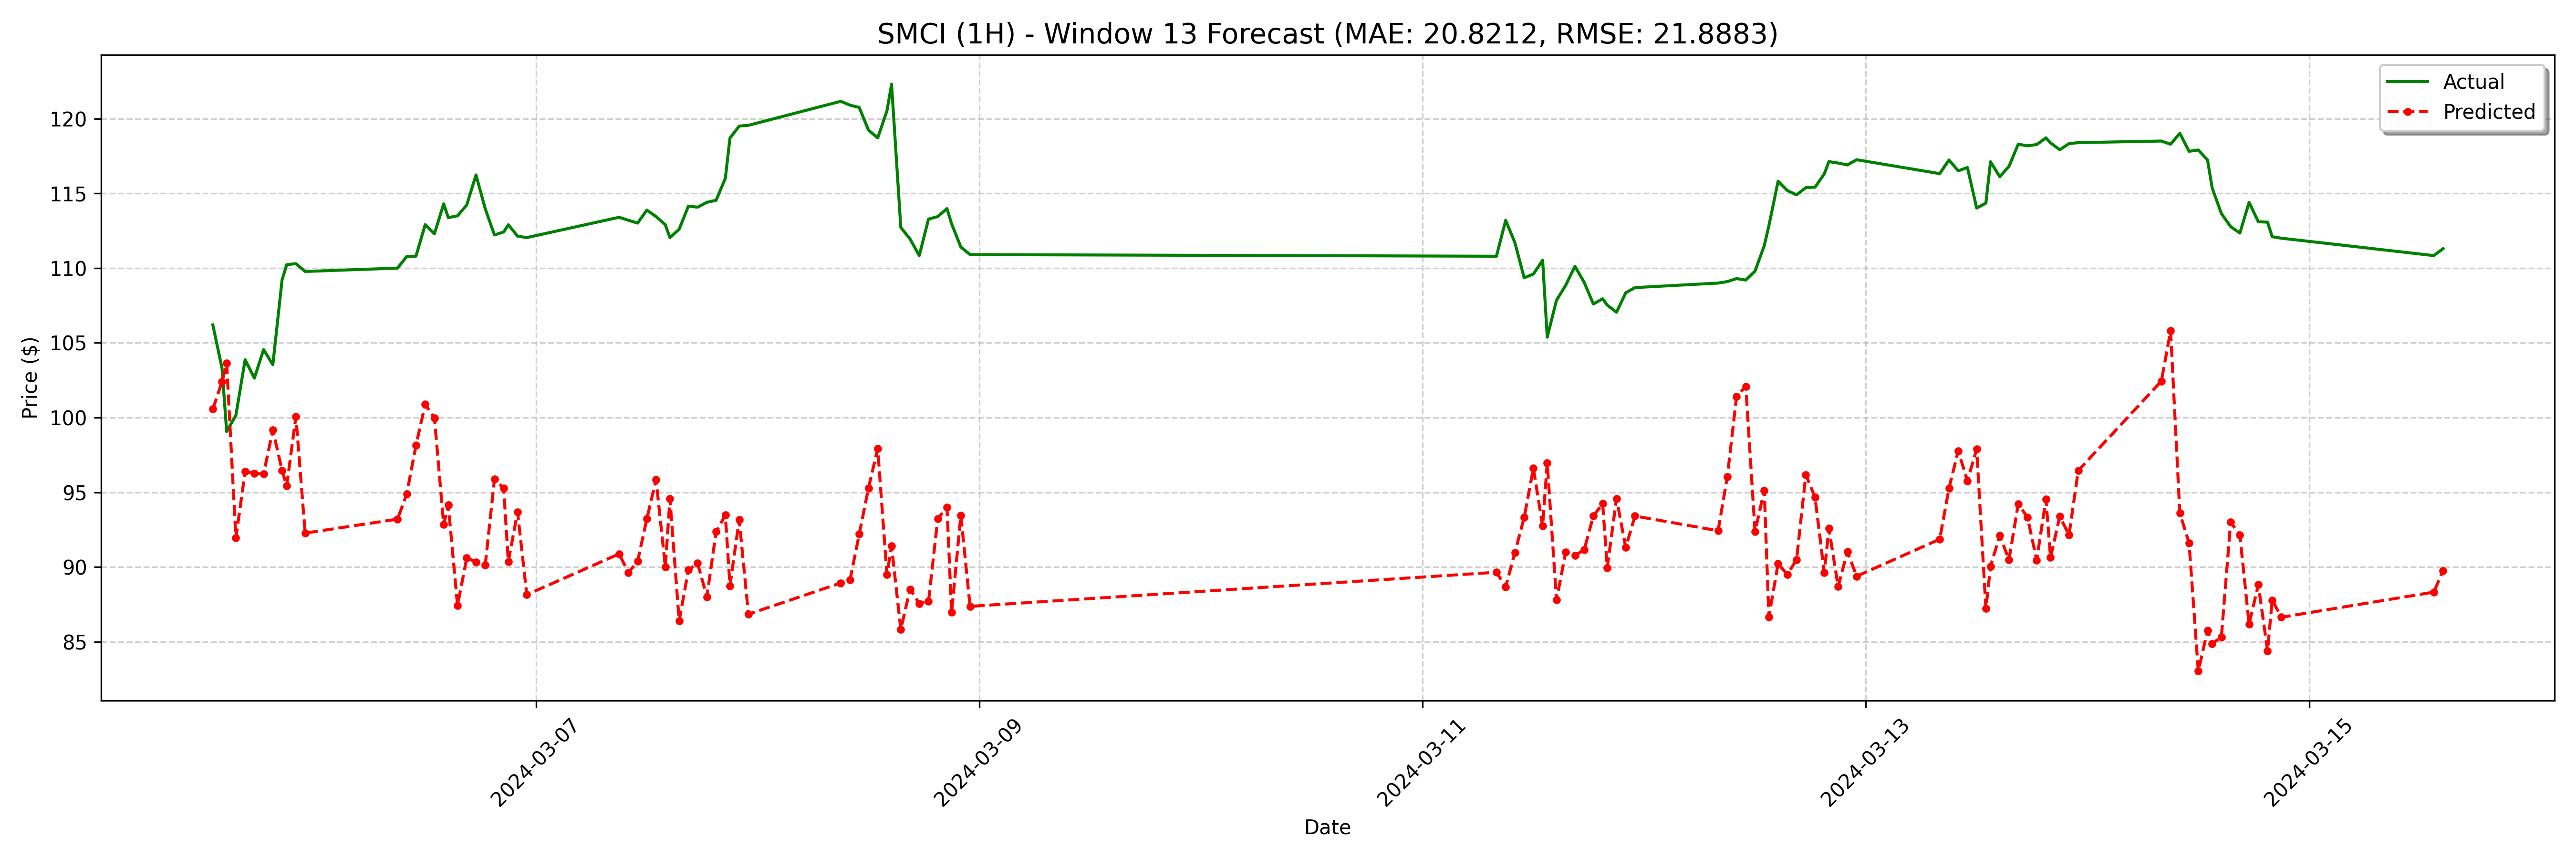 SMCI (1H) - Window 13 Forecast (MAE: 20.8212, RMSE: 21.8883)
Actual
Predicted
Price ($)
120
115
110
105
100
95
90
85
2024-03-07
2024-03-09
2024-03-11
2024-03-13
2024-03-15
Date